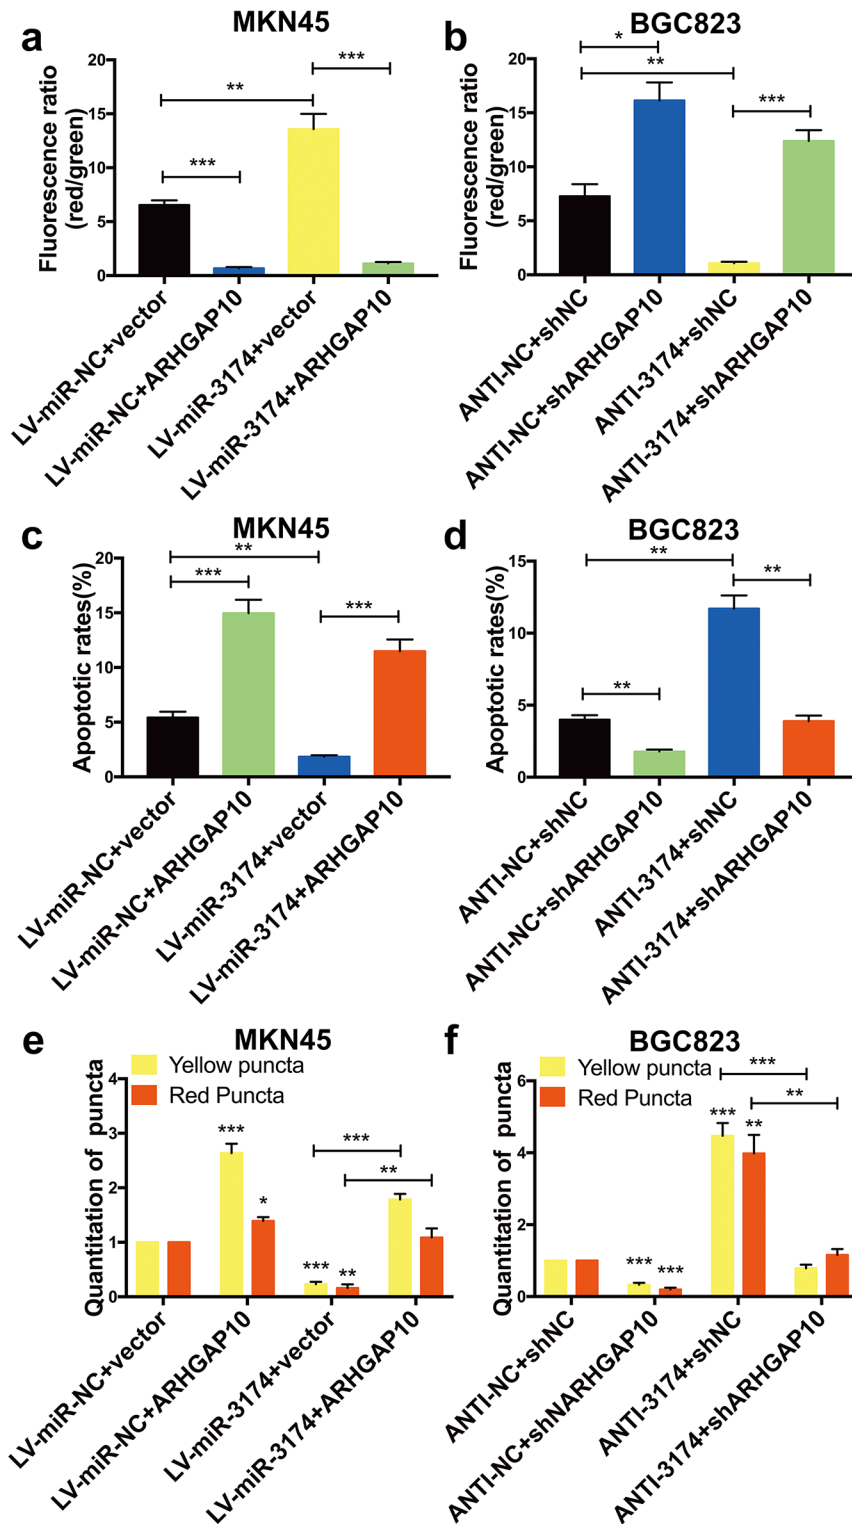 a
MKN45
Fluorescence ratio
(red/green)
20
15
10
5
0
**
***
***
LV-miR-NC+vector
LV-miR-NC+ARHGAP10
LV-miR-3174+vector
LV-miR-3174+ARHGAP10
b
BGC823
Fluorescence ratio
(red/green)
20
15
10
5
0
*
**
***
ANTI-NC+shNC
ANTI-NC+shARHGAP10
ANTI-3174+shNC
ANTI-3174+shARHGAP10
c
MKN45
Apoptotic rates(%)
20
15
10
5
0
**
***
***
LV-miR-NC+vector
LV-miR-NC+ARHGAP10
LV-miR-3174+vector
LV-miR-3174+ARHGAP10
d
BGC823
Apoptotic rates(%)
15
10
5
0
**
**
**
ANTI-NC+shNC
ANTI-NC+shARHGAP10
ANTI-3174+shNC
ANTI-3174+shARHGAP10
e
MKN45
Yellow puncta
Red Puncta
Quantitation of puncta
4
3
2
1
0
***
*
***
**
***
**
LV-miR-NC+vector
LV-miR-NC+ARHGAP10
LV-miR-3174+vector
LV-miR-3174+ARHGAP10
f
BGC823
Yellow puncta
Red Puncta
Quantitation of puncta
6
4
2
0
***
**
***
**
***
***
ANTI-NC+shNC
ANTI-NC+shNARHGAP10
ANTI-3174+shNC
ANTI-3174+shARHGAP10